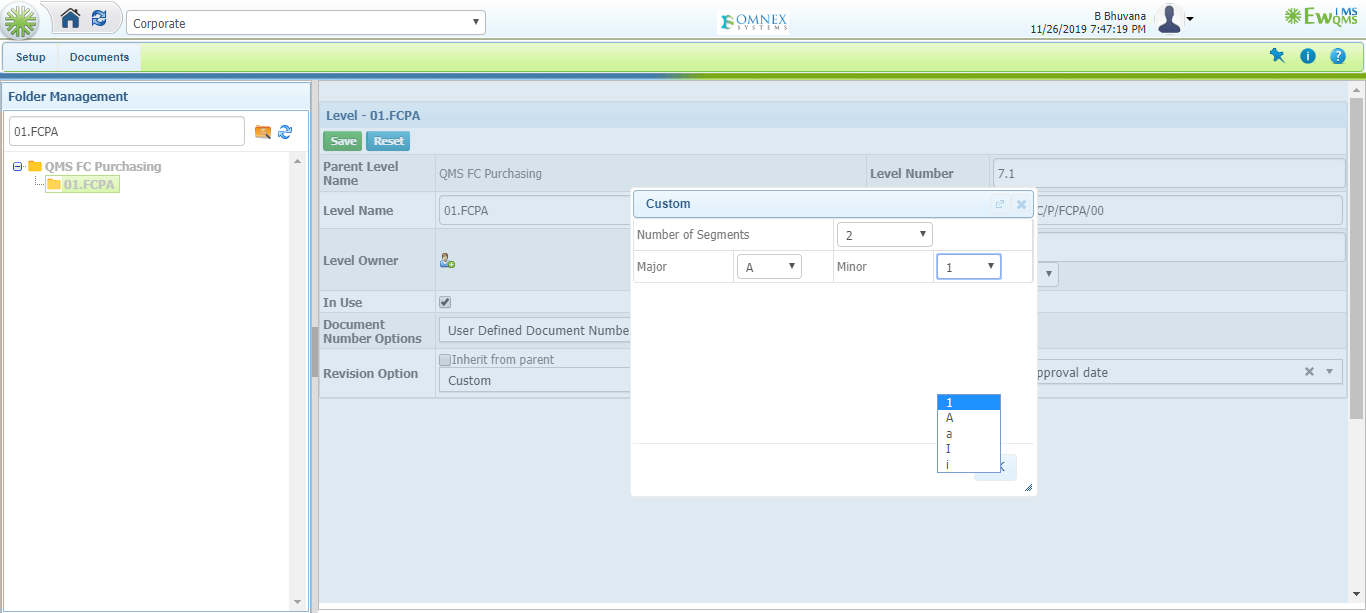 Corporate
OMNEX
SYSTEMS
B Bhuvana
11/26/2019 7:47:19 PM
EwQMS
iMS
Setup
Documents
Folder Management
01.FCPA
QMS FC Purchasing
01.FCPA
Level - 01.FCPA
Save
Reset
Parent Level
Name
QMS FC Purchasing
Level Number
7.1
Level Name
01.FCPA
C/P/FCPA/00
Level Owner
In Use
Document
Number Options
User Defined Document Numbe
Revision Option
Inherit from parent
Custom
pproval date
Custom
Number of Segments
2
Major
A
Minor
1
1
A
a
I
i
K